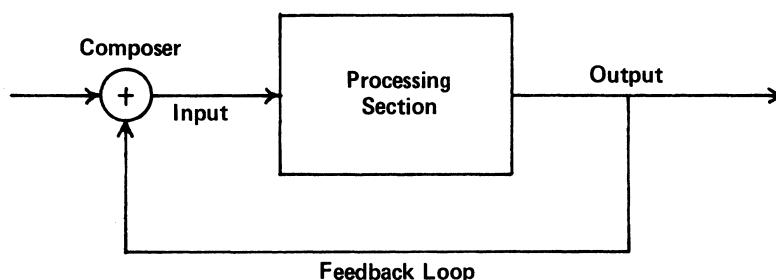 Composer
+
Input
Processing
Section
Output
Feedback Loop